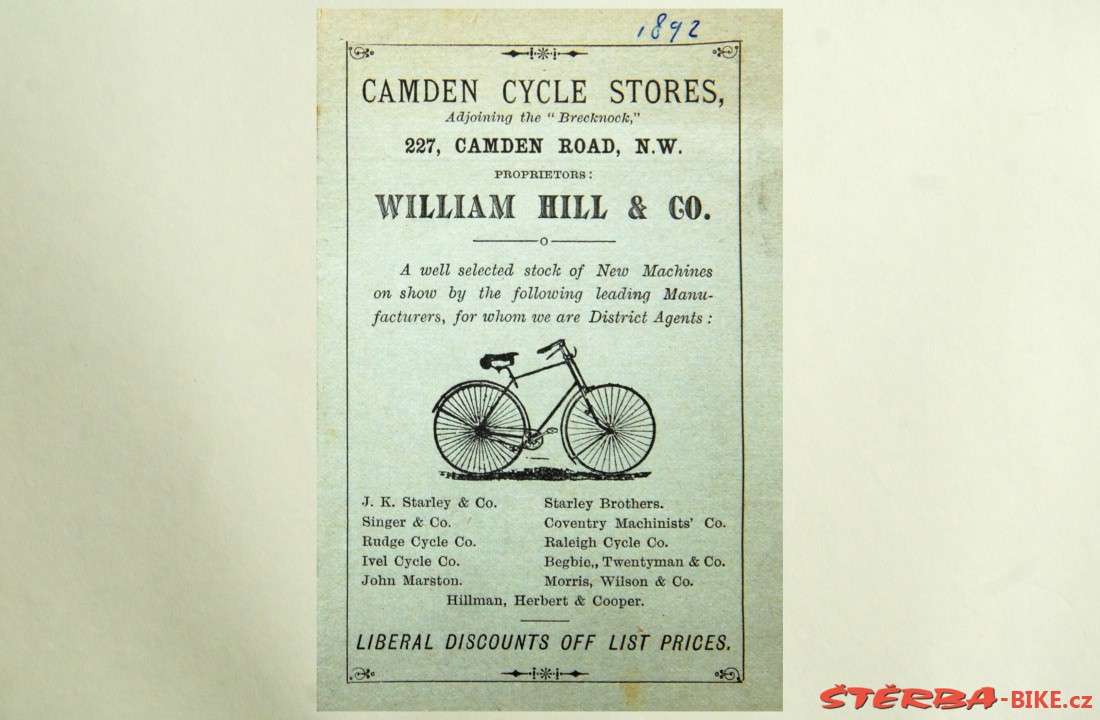 1892
CAMDEN CYCLE STORES,
Adjoining the "Brecknock,"
227, CAMDEN ROAD, N.W.
PROPRIETORS:
WILLIAM HILL & CO.
A well selected stock of New Machines
on show by the following leading Manu-
facturers, for whom we are District Agents:
J. K. Starley & Co.
Starley Brothers.
Singer & Co.
Coventry Machinists' Co.
Rudge Cycle Co.
Raleigh Cycle Co.
Ivel Cycle Co.
Begbie,, Twentyman & Co.
John Marston.
Morris, Wilson & Co.
Hillman, Herbert & Cooper.
LIBERAL DISCOUNTS OFF LIST PRICES.
ŠTĚRBA-BIKE.cz